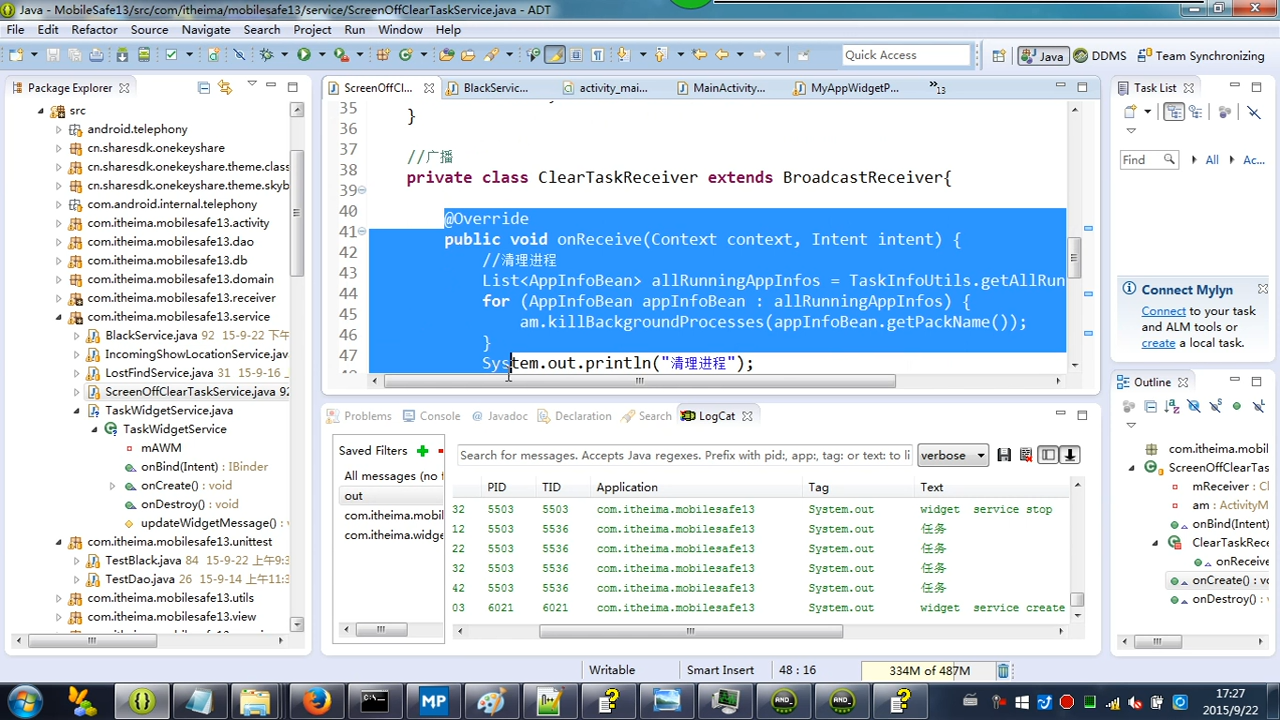 Java - MobileSafe13/src/com/itheima/mobilesafe13/service/ScreenOffClearTaskService.java - ADT
File Edit Refactoring Source Navigate Search Project Run Window Help
Quick Access
Java
DDMS
Team Synchronizing
Package Explorer
src
android.telephony
cn.sharesdk.onekeyshare
cn.sharesdk.onekeyshare.theme.class
cn.sharesdk.onekeyshare.theme.skyb
com.android.internal.telephony
com.itheima.mobilesafe13.activity
com.itheima.mobilesafe13.dao
com.itheima.mobilesafe13.db
com.itheima.mobilesafe13.domain
com.itheima.mobilesafe13.receiver
com.itheima.mobilesafe13.service
BlackService.java 92 15-9-22 下午
IncomingShowLocationService.java
LostFindService.java 31 15-9-16
ScreenOffClearTaskService.java 92
TaskWidgetService.java
TaskWidgetService
mAWM
onBind(Intent) : IBinder
onCreate() : void
onDestroy() : void
updateWidgetMessage() :
com.itheima.mobilesafe13.unittest
TestBlack.java 84 15-9-22 上午9:3
TestDao.java 26 15-9-14 上午11:3
com.itheima.mobilesafe13.utils
com.itheima.mobilesafe13.view
ScreenOffCl...
BlackServic...
activity_mai...
MainActivity...
MyAppWidgetP...
»13
35
36 }
37
38 //广播
39 private class ClearTaskReceiver extends BroadcastReceiver{
40
41 @Override
42 public void onReceive(Context context, Intent intent) {
43 //清理进程
44 List<AppInfoBean> allRunningAppInfos = TaskInfoUtils.getAllRun
45 for (AppInfoBean appInfoBean : allRunningAppInfos) {
46 am.killBackgroundProcesses(appInfoBean.getPackName());
47 }
System.out.println("清理进程");
Problems
Console
Javadoc
Declaration
Search
LogCat
Saved Filters
All messages (no f
out
com.itheima.mobil
com.itheima.widge
Search for messages. Accepts Java regexes. Prefix with pid:, app:, tag: or text: to li
verbose
PID TID Application Tag Text
32 5503 5503 com.itheima.mobilesafe13 System.out widget service stop
12 5503 5536 com.itheima.mobilesafe13 System.out 任务
22 5503 5536 com.itheima.mobilesafe13 System.out 任务
32 5503 5536 com.itheima.mobilesafe13 System.out 任务
42 5503 5536 com.itheima.mobilesafe13 System.out 任务
03 6021 6021 com.itheima.mobilesafe13 System.out widget service create
Task List
Find
All
Ac...
Connect Mylyn
Connect to your task
and ALM tools or
create a local task.
Outline
com.itheima.mobil
ScreenOffClearTas
mReceiver : Cl
am : ActivityM
onBind(Intent)
ClearTaskRece
onReceive
onCreate() : vo
onDestroy() : v
Writable
Smart Insert
48 : 16
334M of 487M
17:27
2015/9/22